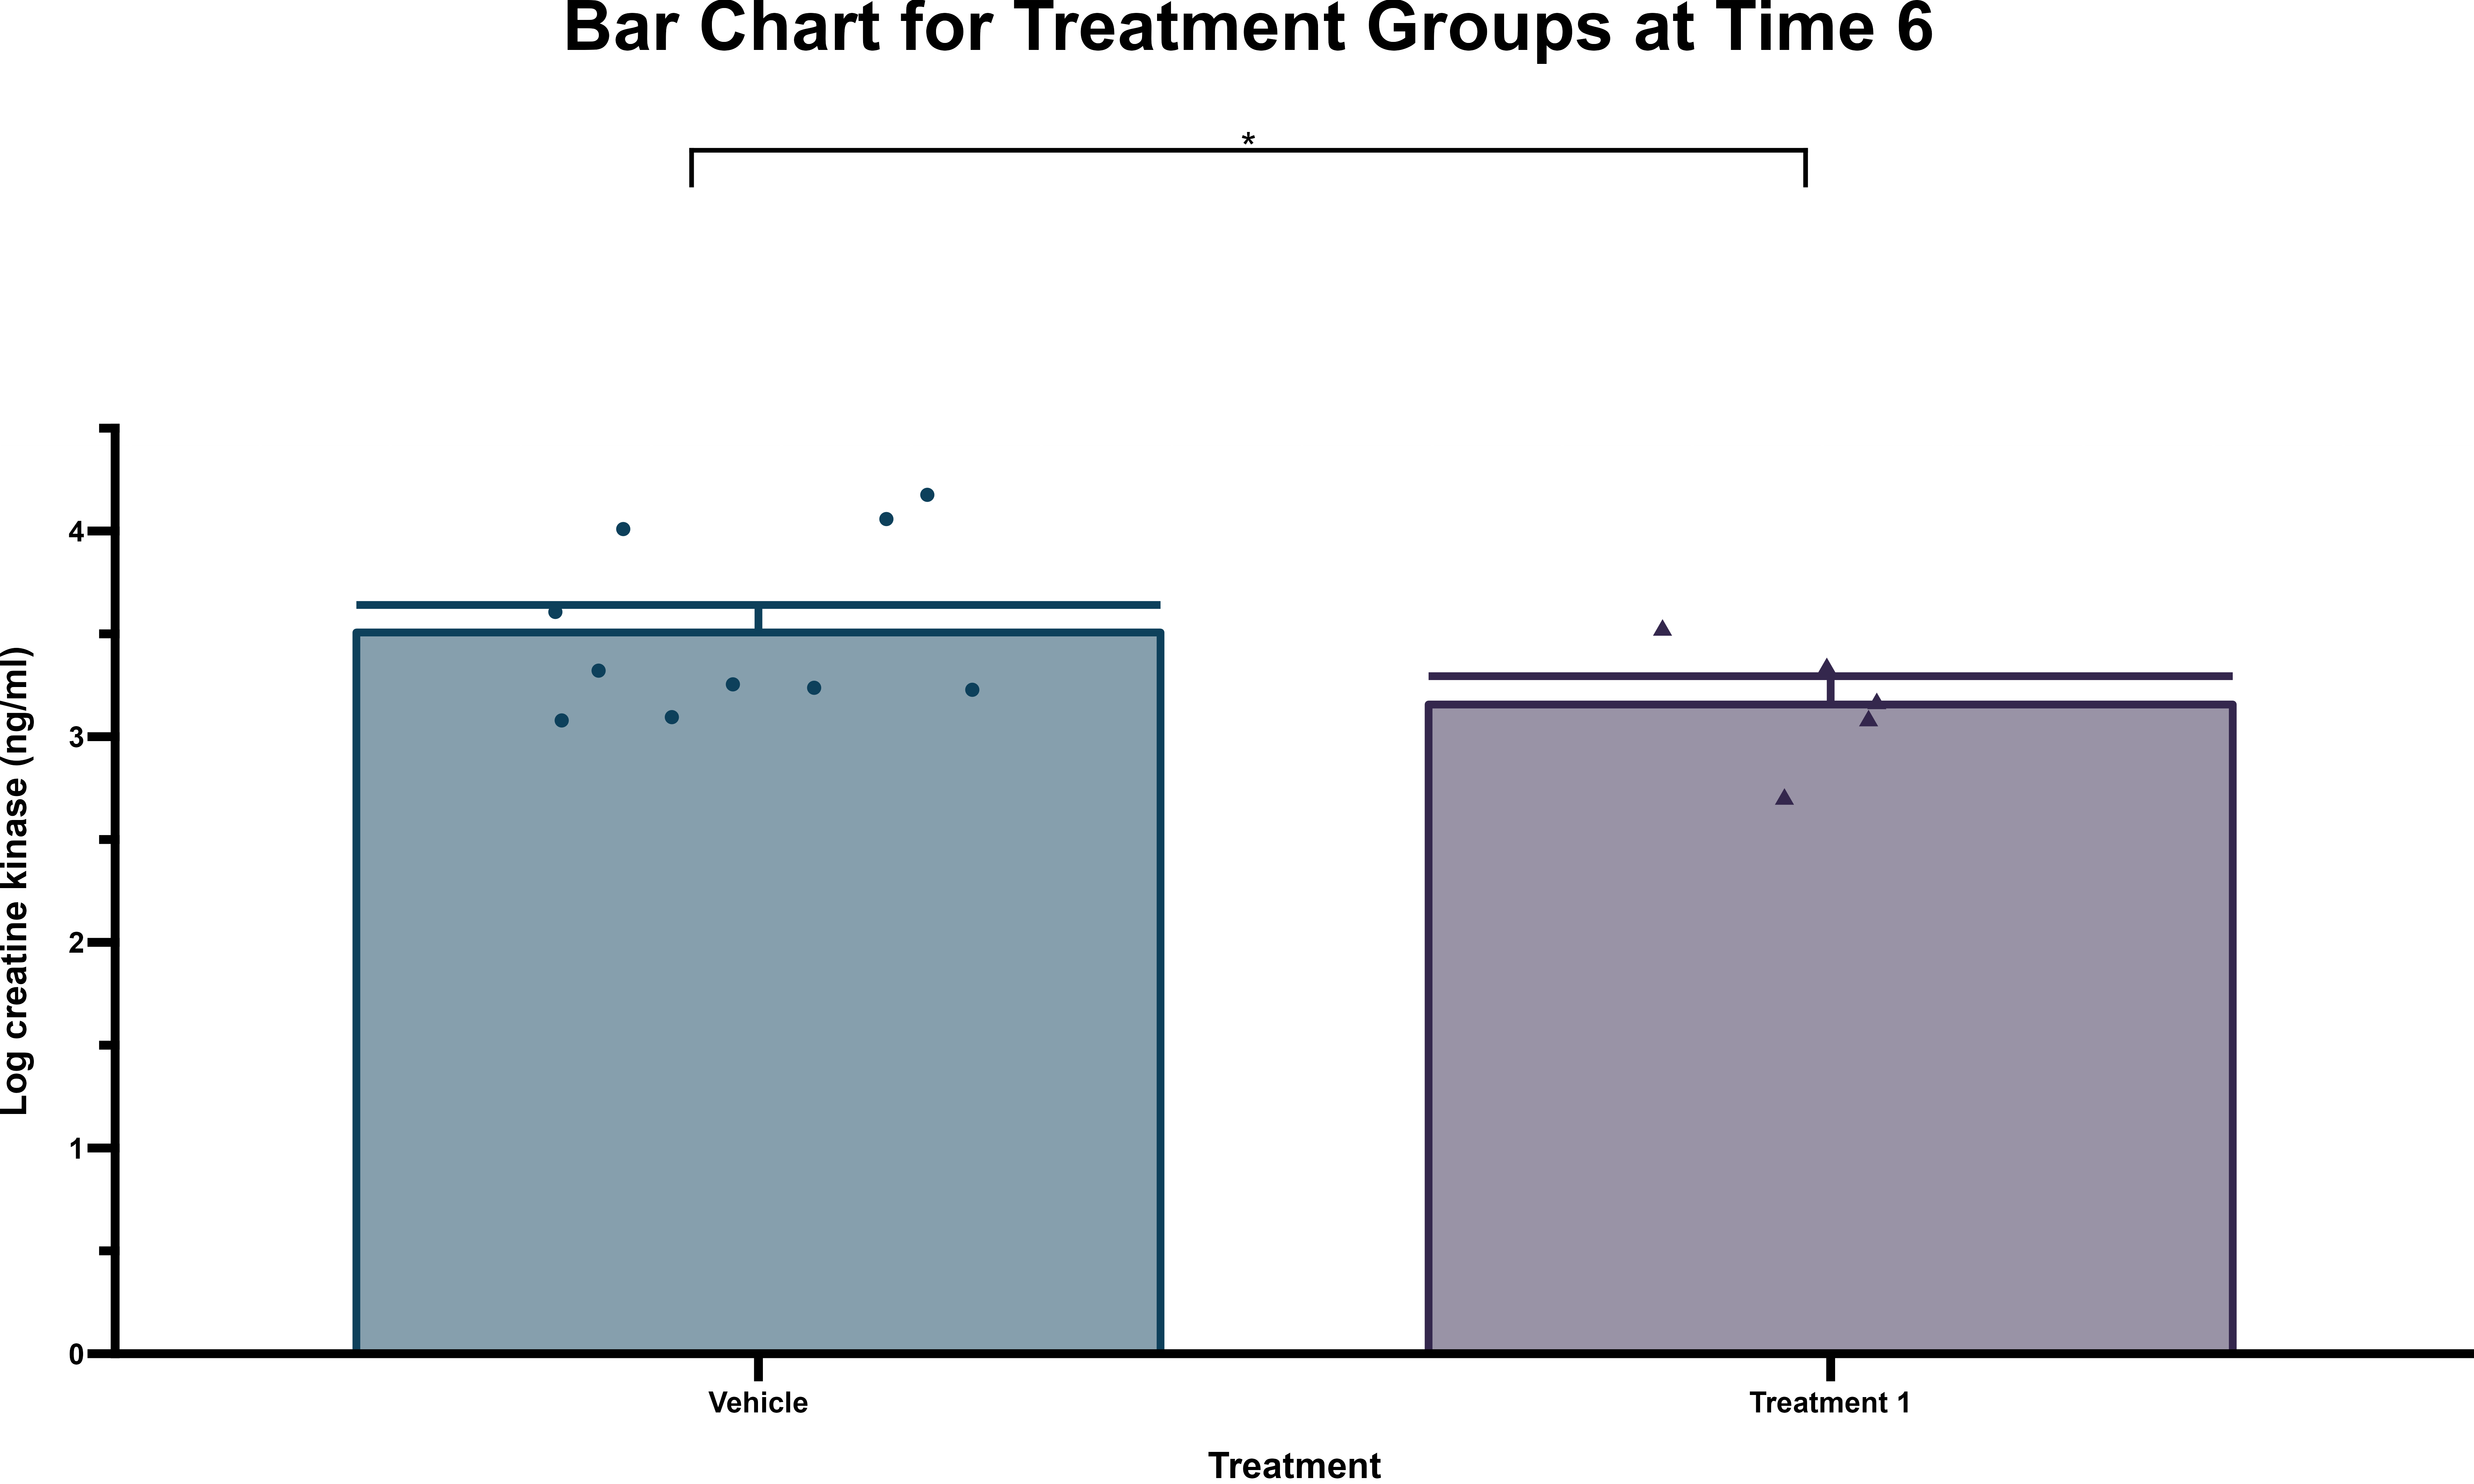 Bar Chart for Treatment Groups at Time 6
*
Log creatine kinase (ng/ml)
4
3
2
1
0
Vehicle
Treatment 1
Treatment